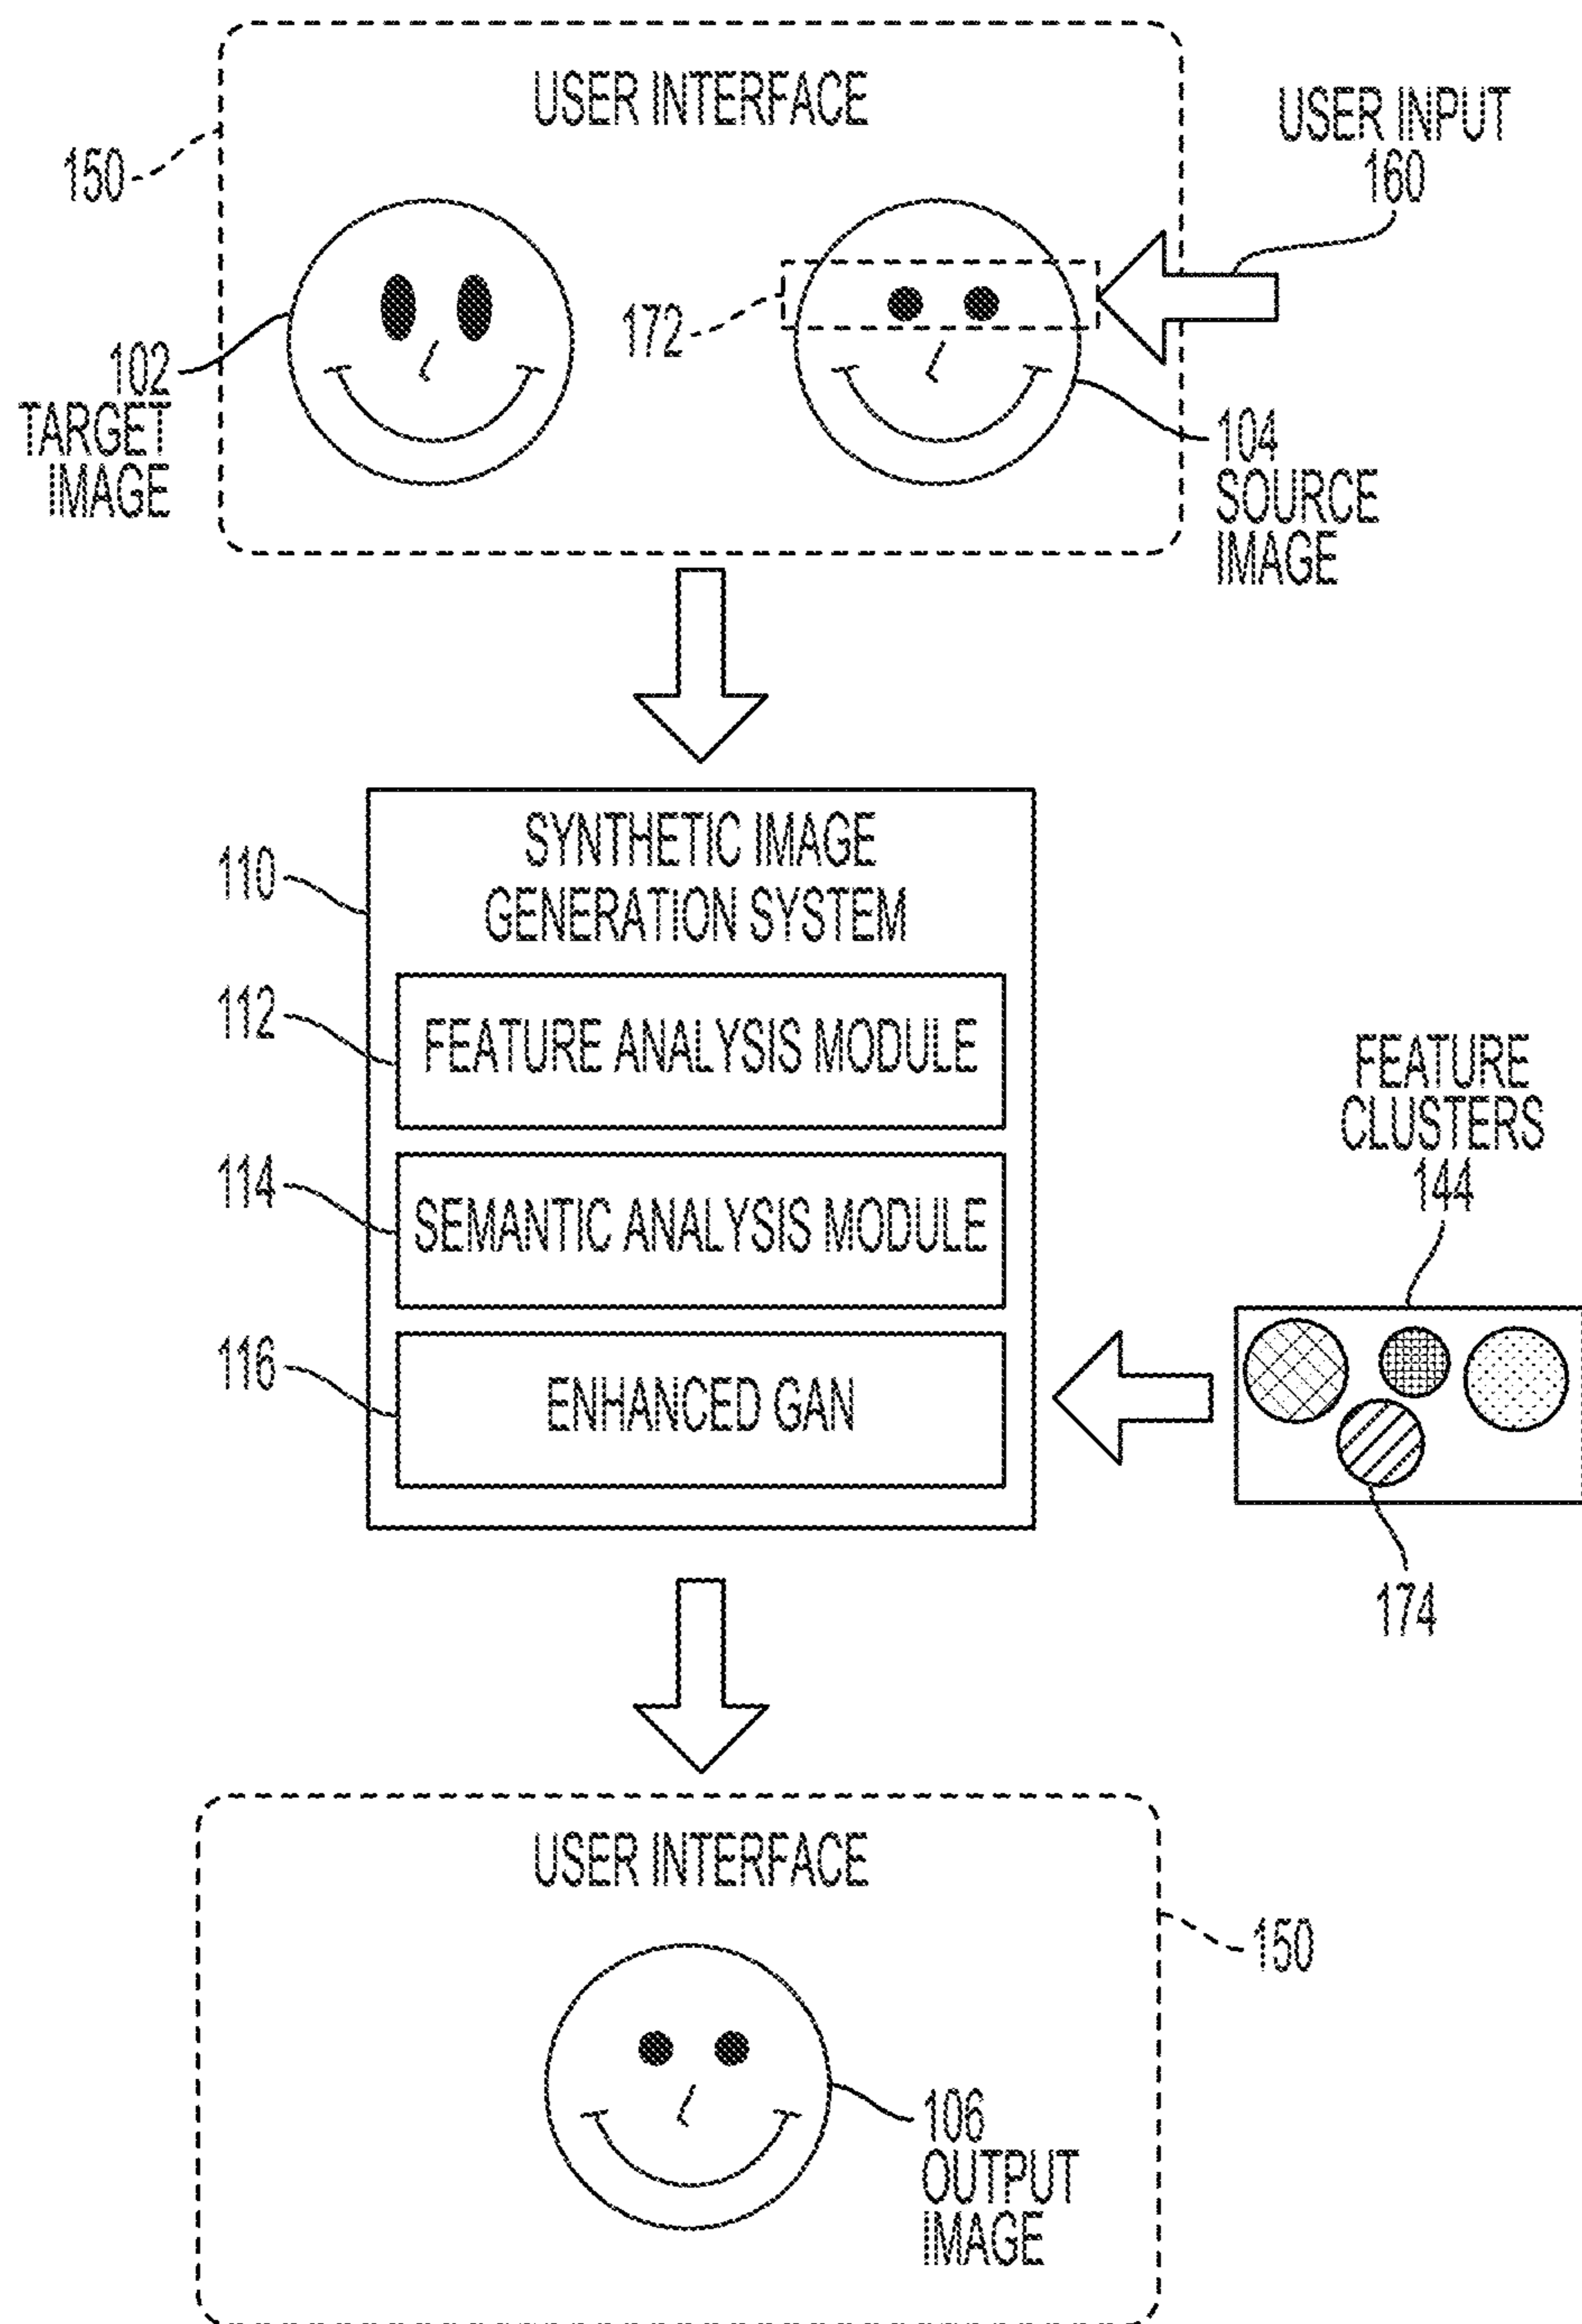 USER INTERFACE
150
USER INPUT
160
172
102
TARGET
IMAGE
104
SOURCE
IMAGE
110
SYNTHETIC IMAGE
GENERATION SYSTEM
112
FEATURE ANALYSIS MODULE
114
SEMANTIC ANALYSIS MODULE
116
ENHANCED GAN
FEATURE
CLUSTERS
144
174
USER INTERFACE
150
106
OUTPUT
IMAGE